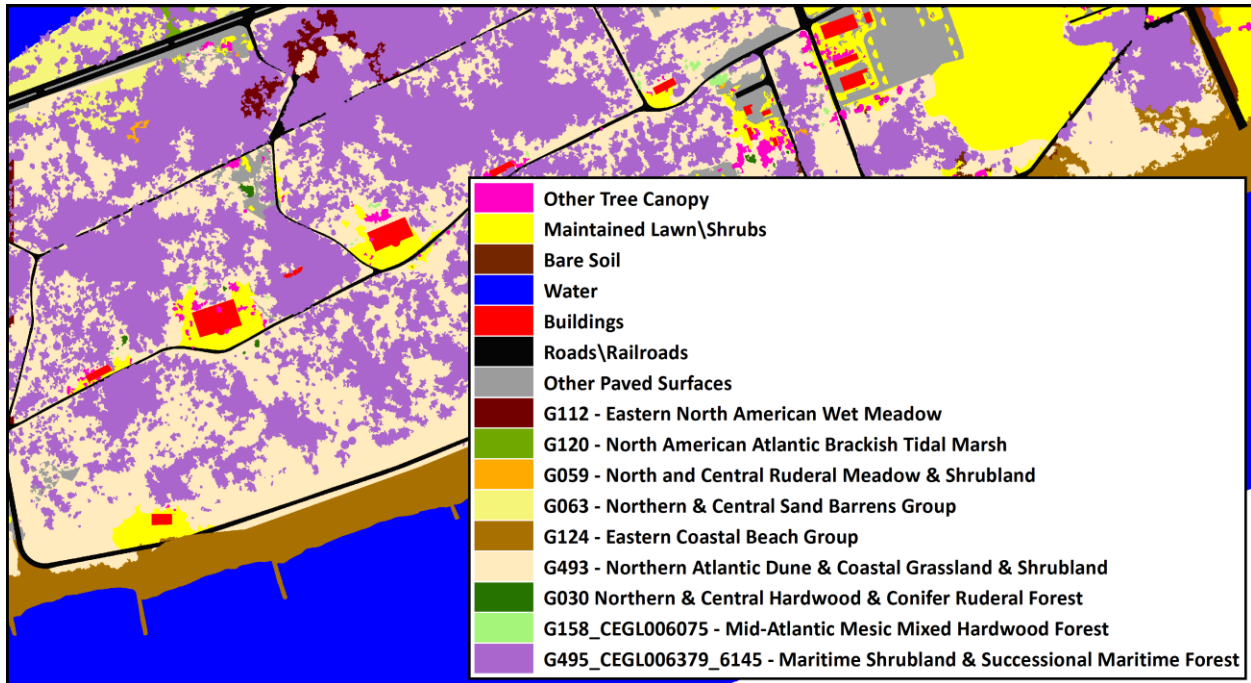 Other Tree Canopy
Maintained Lawn\Shrubs
Bare Soil
Water
Buildings
Roads\Railroads
Other Paved Surfaces
G112 - Eastern North American Wet Meadow
G120 - North American Atlantic Brackish Tidal Marsh
G059 - North and Central Ruderal Meadow & Shrubland
G063 - Northern & Central Sand Barrens Group
G124 - Eastern Coastal Beach Group
G493 - Northern Atlantic Dune & Coastal Grassland & Shrubland
G030 Northern & Central Hardwood & Conifer Ruderal Forest
G158_CEGL006075 - Mid-Atlantic Mesic Mixed Hardwood Forest
G495_CEGL006379_6145 - Maritime Shrubland & Successional Maritime Forest